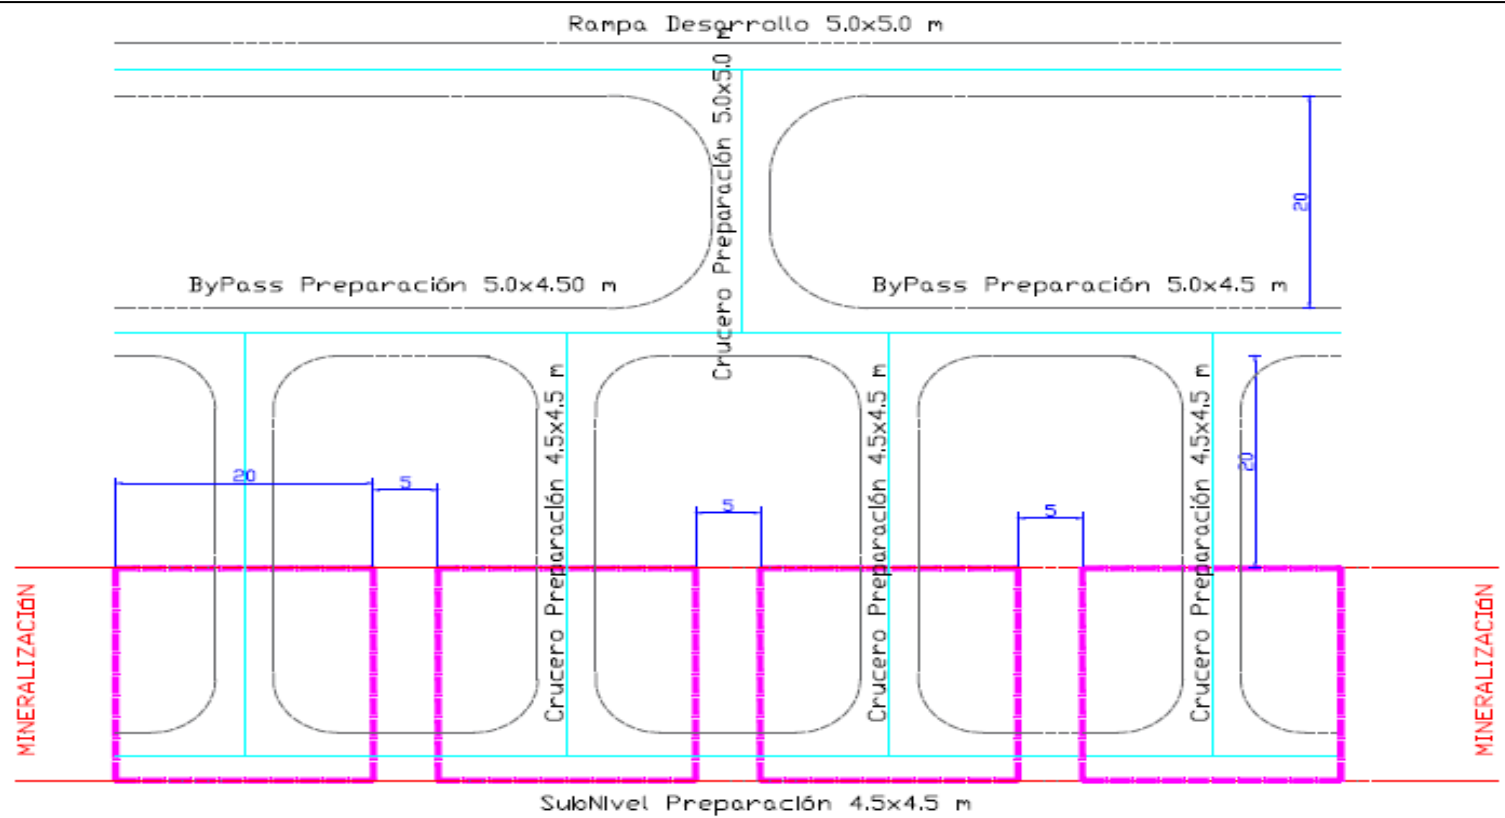 Rampa Desarrollo 5.0x5.0 m
Crucero Preparación 5.0x5.0 m
20
ByPass Preparación 5.0x4.50 m
ByPass Preparación 5.0x4.5 m
Crucero Preparación 4.5x4.5 m
Crucero Preparación 4.5x4.5 m
Crucero Preparación 4.5x4.5 m
20
20
5
5
5
MINERALIZACIÓN
MINERALIZACIÓN
SubNIvel Preparación 4.5x4.5 m